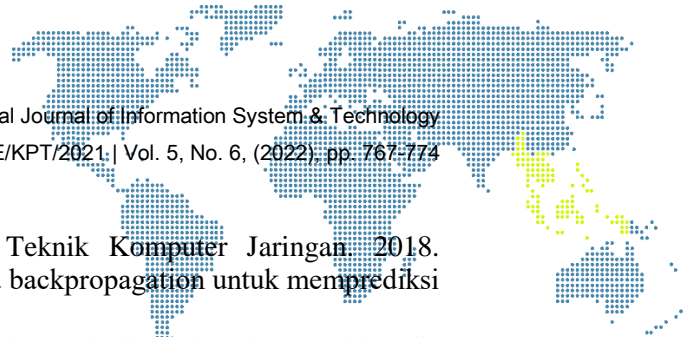 al Journal of Information System & Technology
E/KPT/2021 | Vol. 5, No. 6, (2022), pp. 767-774
Teknik Komputer Jaringan. 2018.
backpropagation untuk memprediksi